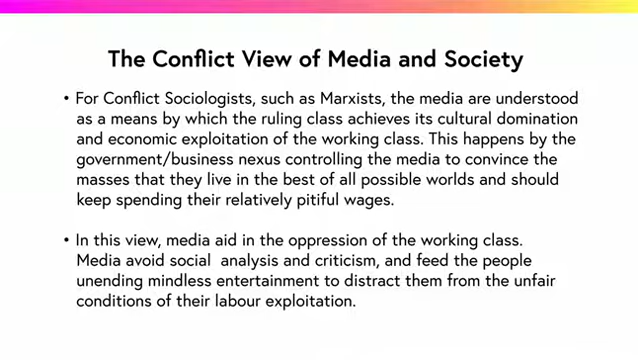 The Conflict View of Media and Society
• For Conflict Sociologists, such as Marxists, the media are understood
as a means by which the ruling class achieves its cultural domination
and economic exploitation of the working class. This happens by the
government/business nexus controlling the media to convince the
masses that they live in the best of all possible worlds and should
keep spending their relatively pitiful wages.
• In this view, media aid in the oppression of the working class.
Media avoid social analysis and criticism, and feed the people
unending mindless entertainment to distract them from the unfair
conditions of their labour exploitation.